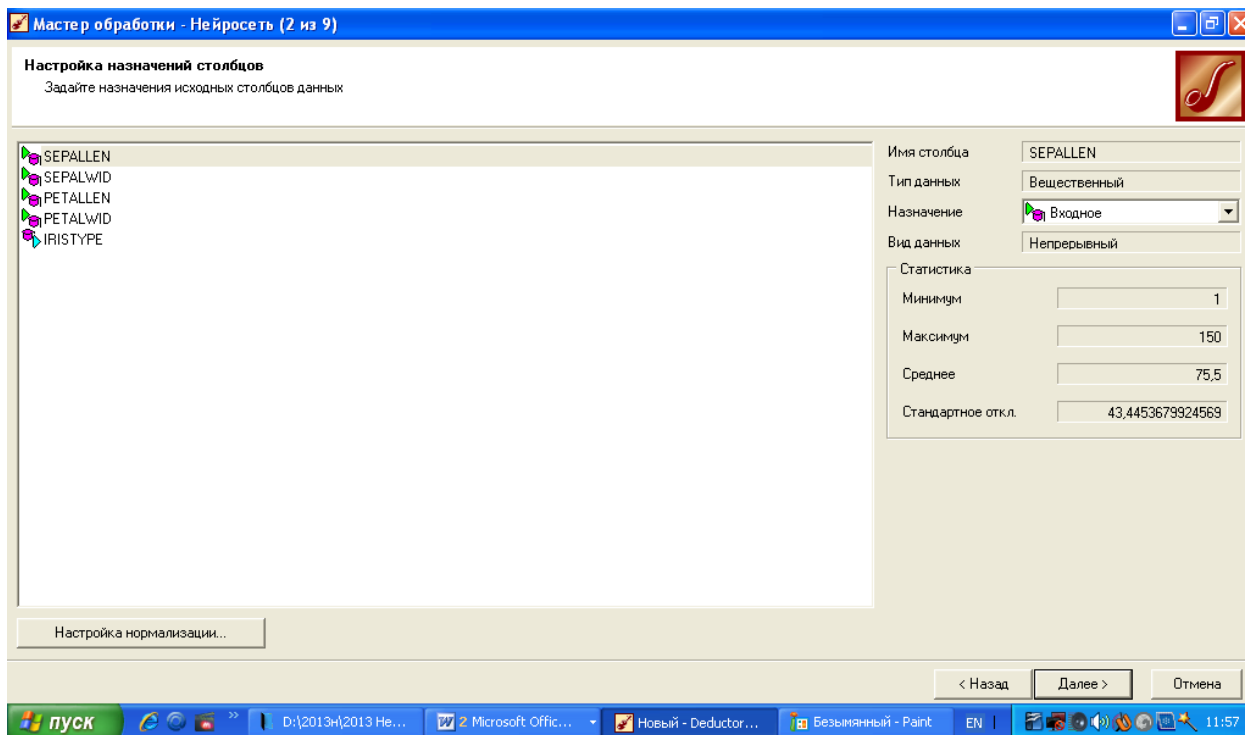 Мастер обработки - Нейросеть (2 из 9)
Настройка назначений столбцов
Задайте назначения исходных столбцов данных
SEPALLEN
SEPALWID
PETALLEN
PETALWID
IRISTYPE
Имя столбца SEPALLEN
Тип данных Вещественный
Назначение Входное
Вид данных Непрерывный
Статистика
Минимум 1
Максимум 150
Среднее 75,5
Стандартное откл. 43,4453679924569
Настройка нормализации...
< Назад Далее > Отмена
пуск » D:\2013н\2013 Не... 2 Microsoft Offic... Новый - Deductor... Безымянный - Paint EN 11:57